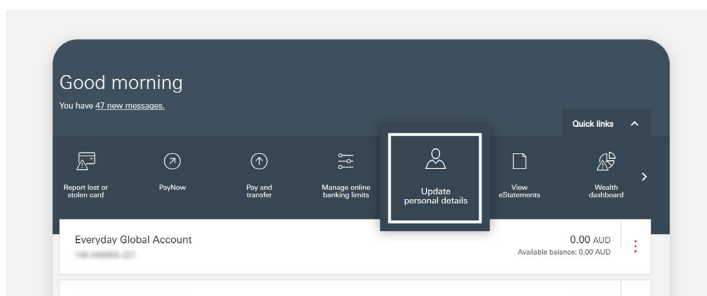 Good morning
You have 47 new messages.
Quick links
Report lost or
stolen card
PayNow
Pay and
transfer
Manage online
banking limits
Update
personal details
View
eStatements
Wealth
dashboard
Everyday Global Account
0.00 AUD
Available balance: 0.00 AUD